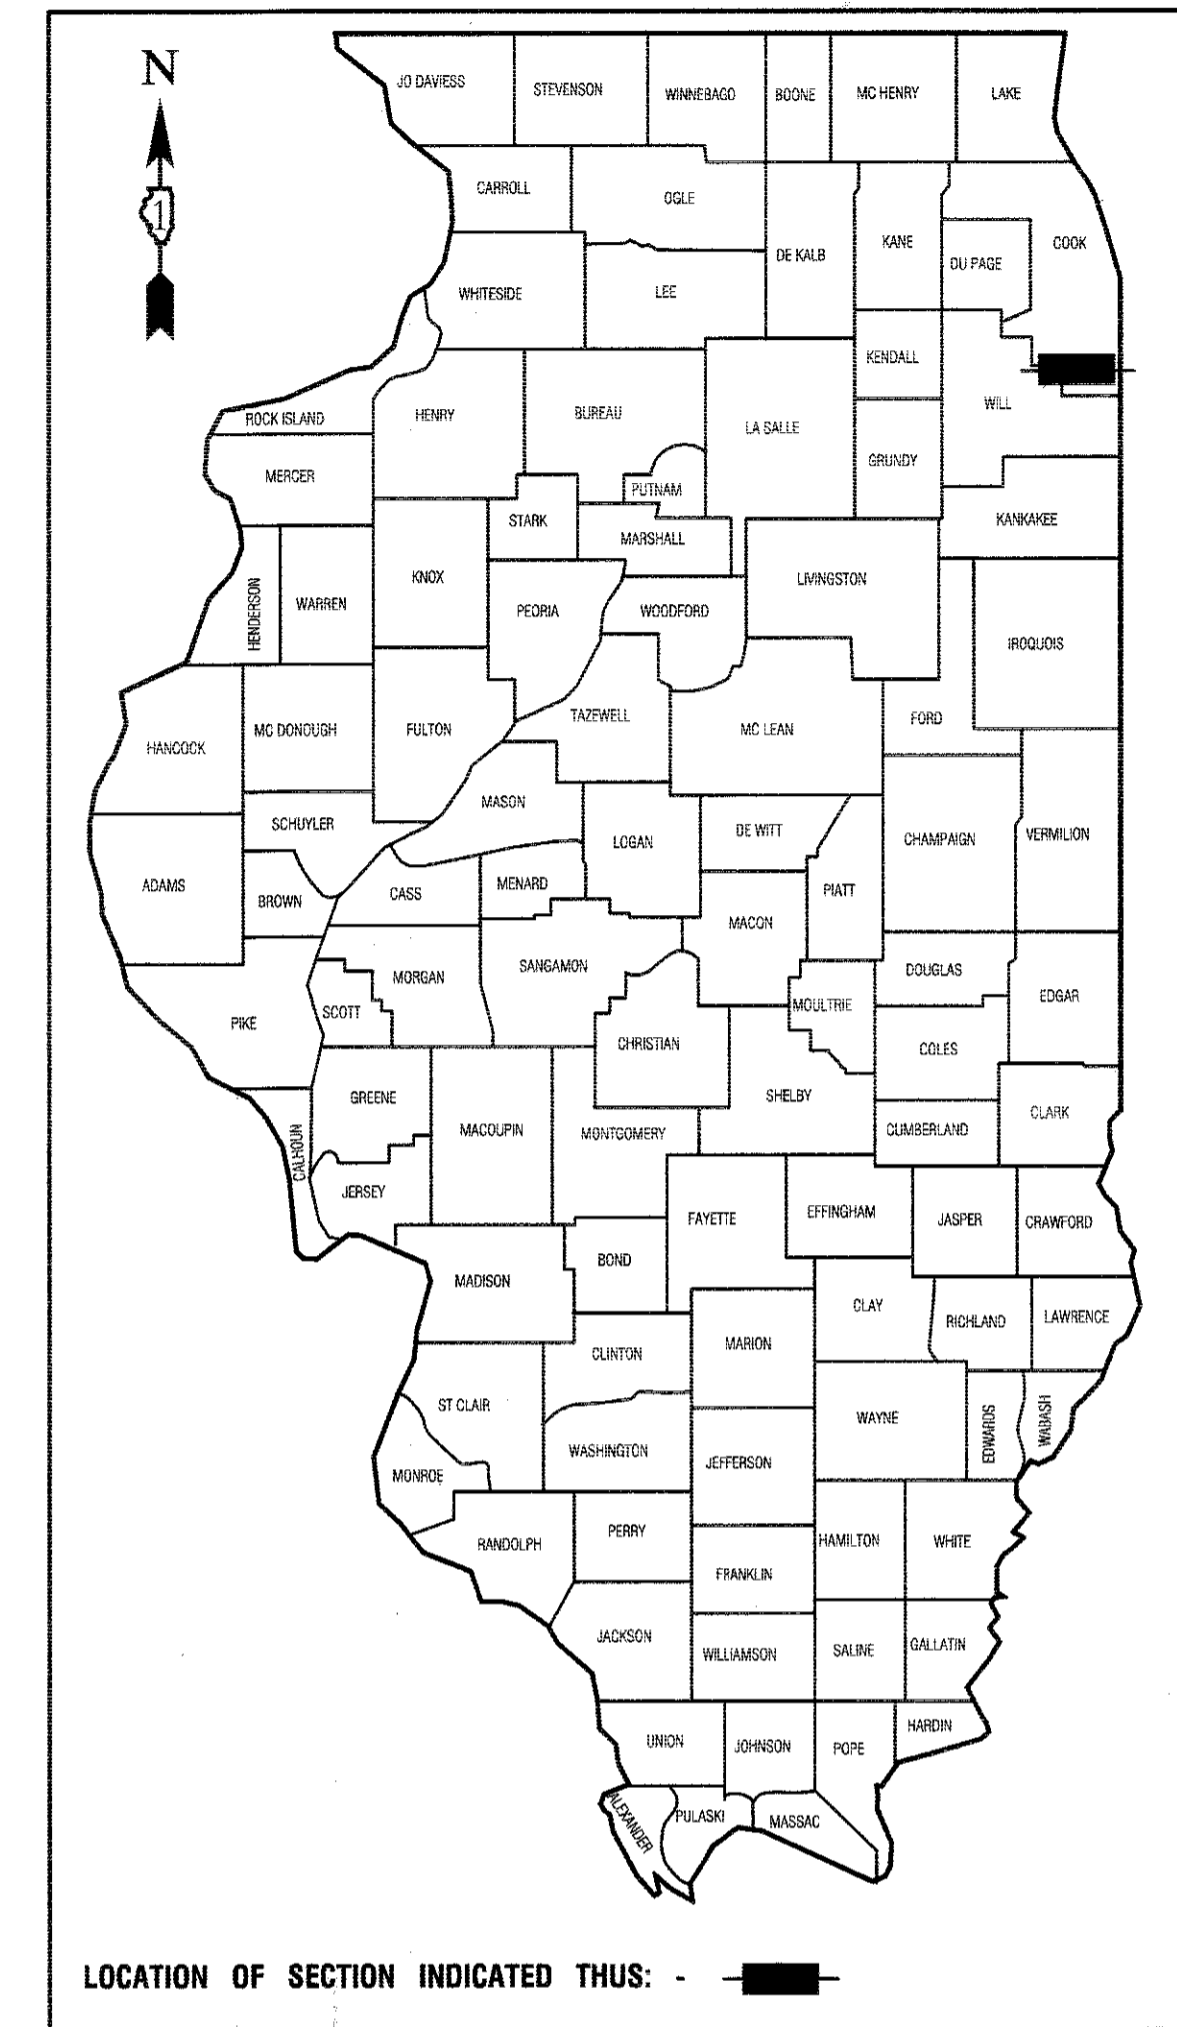 N
1
JO DAVIESS
STEVENSON
WINNEBAGO
BOONE
MC HENRY
LAKE
CARROLL
OGLE
DE KALB
KANE
DU PAGE
COOK
WHITESIDE
LEE
KENDALL
WILL
ROCK ISLAND
HENRY
BUREAU
LA SALLE
GRUNDY
MERCER
PUTNAM
STARK
MARSHALL
KANKAKEE
HENDERSON
WARREN
KNOX
PEORIA
WOODFORD
LIVINGSTON
IROQUOIS
HANCOCK
MC DONOUGH
FULTON
TAZEWELL
MC LEAN
FORD
SCHUYLER
MASON
LOGAN
DE WITT
CHAMPAIGN
VERMILION
ADAMS
BROWN
CASS
MENARD
PIATT
MACON
PIKE
SCOTT
MORGAN
SANGAMON
CHRISTIAN
MOULTRIE
DOUGLAS
EDGAR
COLES
CALHOUN
GREENE
MACOUPIN
MONTGOMERY
SHELBY
CUMBERLAND
CLARK
JERSEY
FAYETTE
EFFINGHAM
JASPER
CRAWFORD
MADISON
BOND
CLAY
RICHLAND
LAWRENCE
CLINTON
MARION
ST CLAIR
WASHINGTON
JEFFERSON
WAYNE
EDWARDS
WABASH
MONROE
RANDOLPH
PERRY
FRANKLIN
HAMILTON
WHITE
JACKSON
WILLIAMSON
SALINE
GALLATIN
UNION
JOHNSON
POPE
HARDIN
ALEXANDER
PULASKI
MASSAC
LOCATION OF SECTION INDICATED THUS: -